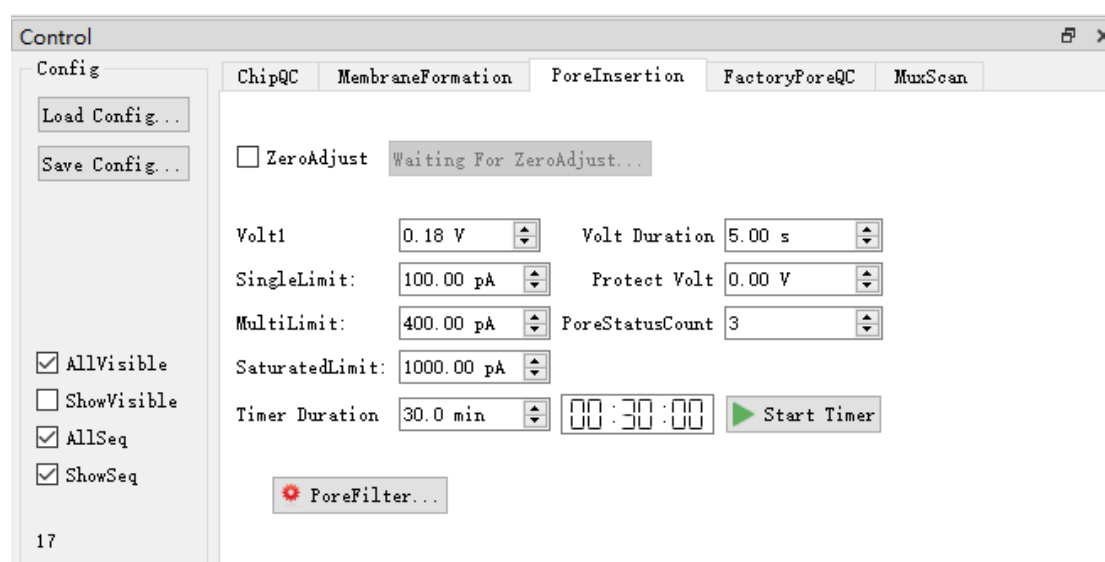 Control
Config
Load Config...
Save Config...
AllVisible
ShowVisible
AllSeq
ShowSeq
17
ChipQC MembraneFormation PoreInsertion FactoryPoreQC MuxScan
ZeroAdjust Waiting For ZeroAdjust...
Volt1 0.18 V Volt Duration 5.00 s
SingleLimit: 100.00 pA Protect Volt 0.00 V
MultiLimit: 400.00 pA PoreStatusCount 3
SaturatedLimit: 1000.00 pA
Timer Duration 30.0 min 00:30:00 Start Timer
PoreFilter...